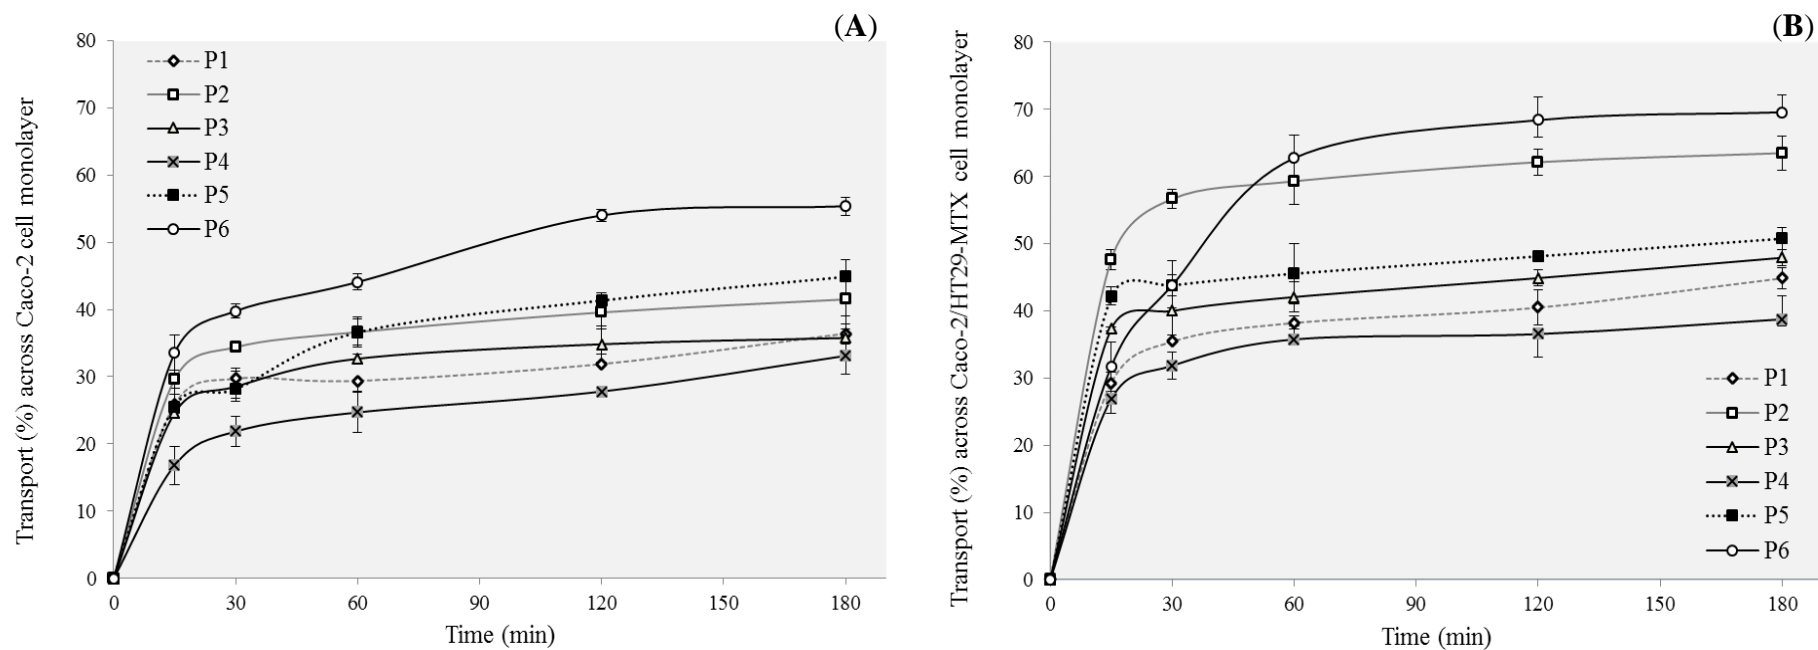 (A)
Transport (%) across Caco-2 cell monolayer
80
70
60
50
40
30
20
10
0
P1
P2
P3
P4
P5
P6
0 30 60 90 120 150 180
Time (min)
(B)
Transport (%) across Caco-2/HT29-MTX cell monolayer
80
70
60
50
40
30
20
10
0
P1
P2
P3
P4
P5
P6
0 30 60 90 120 150 180
Time (min)